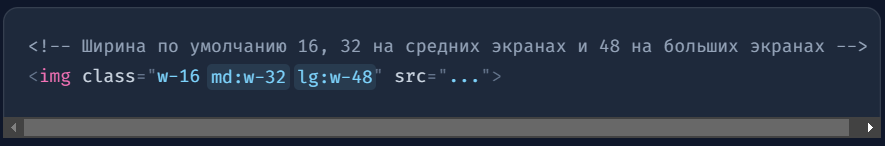 <!-- Ширина по умолчанию 16, 32 на средних экранах и 48 на больших экранах -->
<img class="w-16 md:w-32 lg:w-48" src="...">